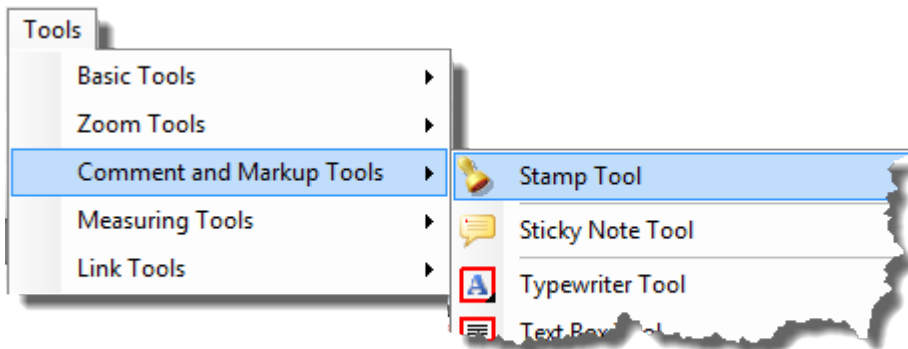 Tools
Basic Tools
Zoom Tools
Comment and Markup Tools
Measuring Tools
Link Tools
Stamp Tool
Sticky Note Tool
Typewriter Tool
Text Box Tool